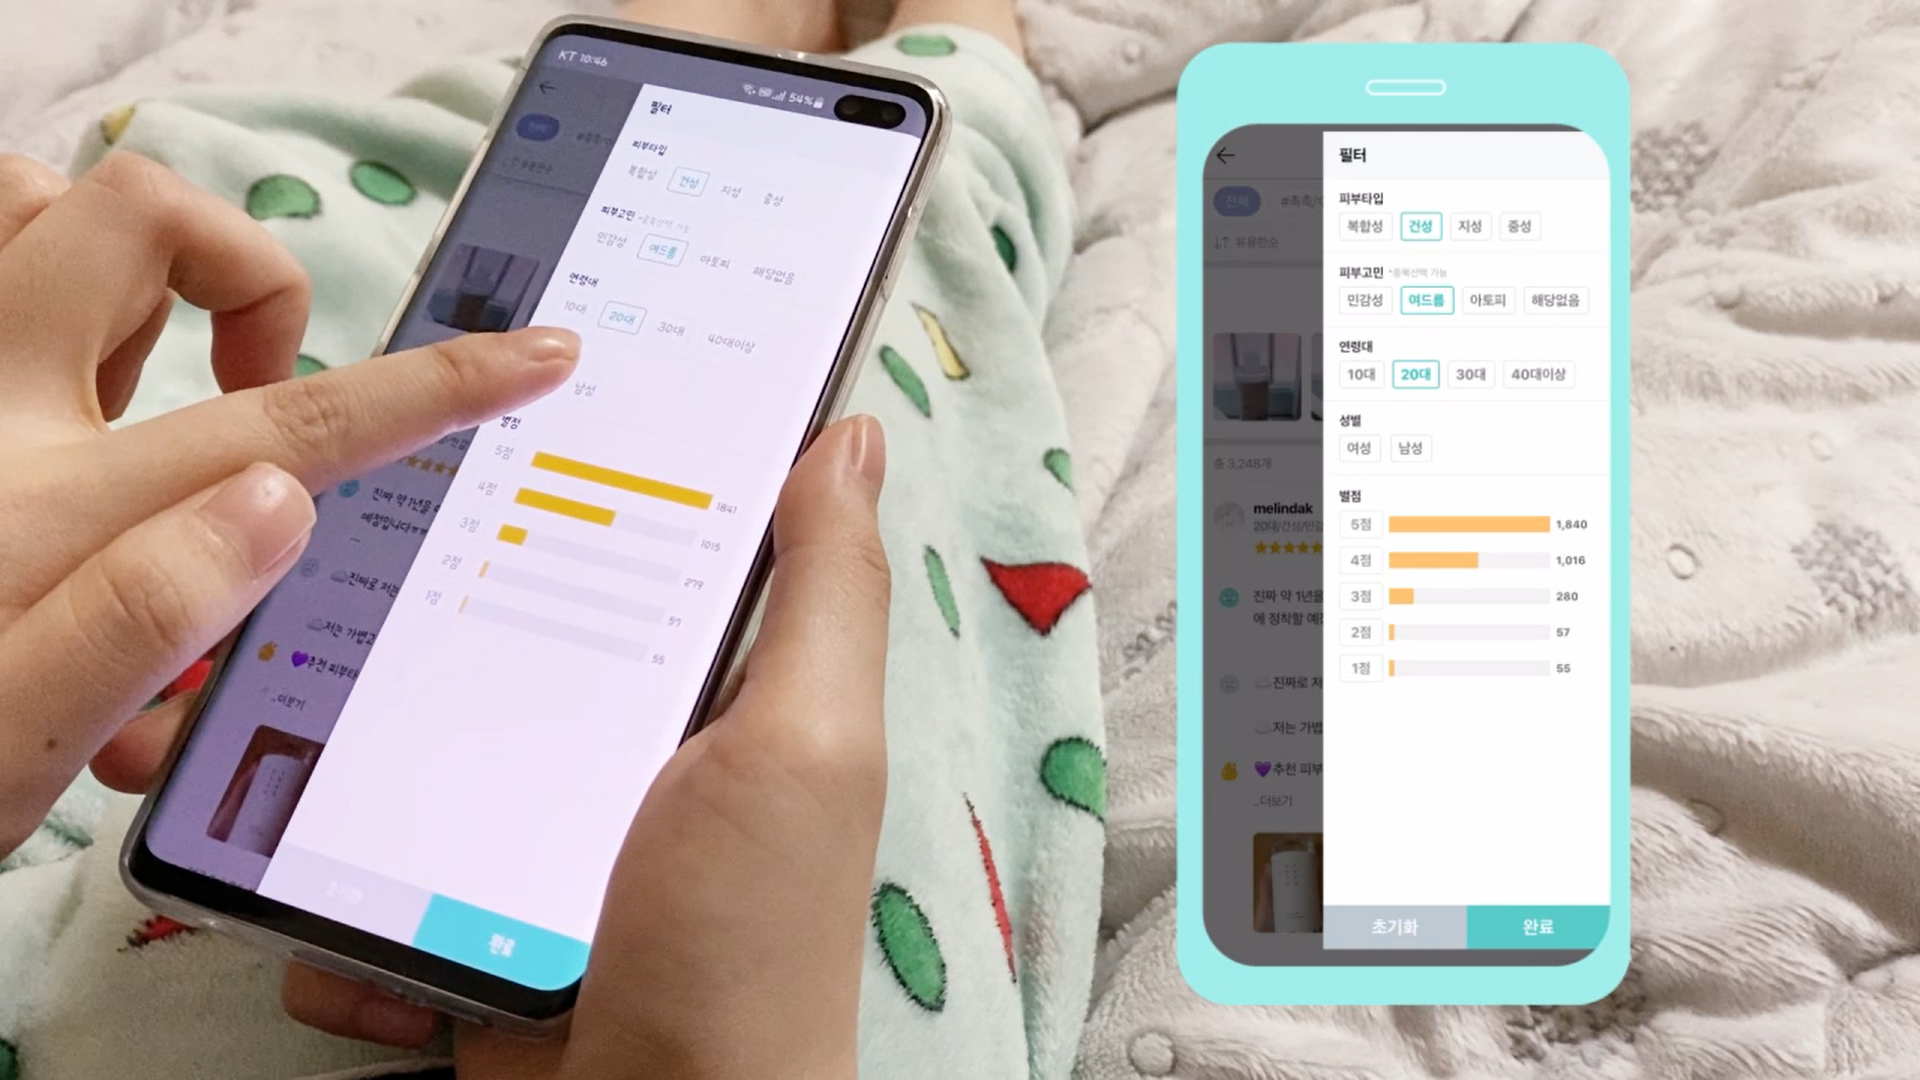 KT 10:46
54%
필터
피부타입
복합성 건성 지성 중성
피부고민 *중복선택 가능
민감성 여드름 아토피 해당없음
연령대
10대 20대 30대 40대이상
남성
별점
5점 1841
4점 1015
3점 279
2점 57
1점 55
진짜 약 1년을
예정입니다ㅠㅠ
...
진짜로 저는
저는 가볍고
추천 피부타
..더보기
완료
필터
피부타입
복합성 건성 지성 중성
피부고민 *중복선택 가능
민감성 여드름 아토피 해당없음
연령대
10대 20대 30대 40대이상
성별
여성 남성
별점
5점 1,840
4점 1,016
3점 280
2점 57
1점 55
초기화 완료
전체 #촉촉/
↓↑ 유용한순
총 3,248개
melindak
20대/건성/민감
진짜 약 1년을
에 정착할 예정
진짜로 저
저는 가볍
추천 피부
..더보기